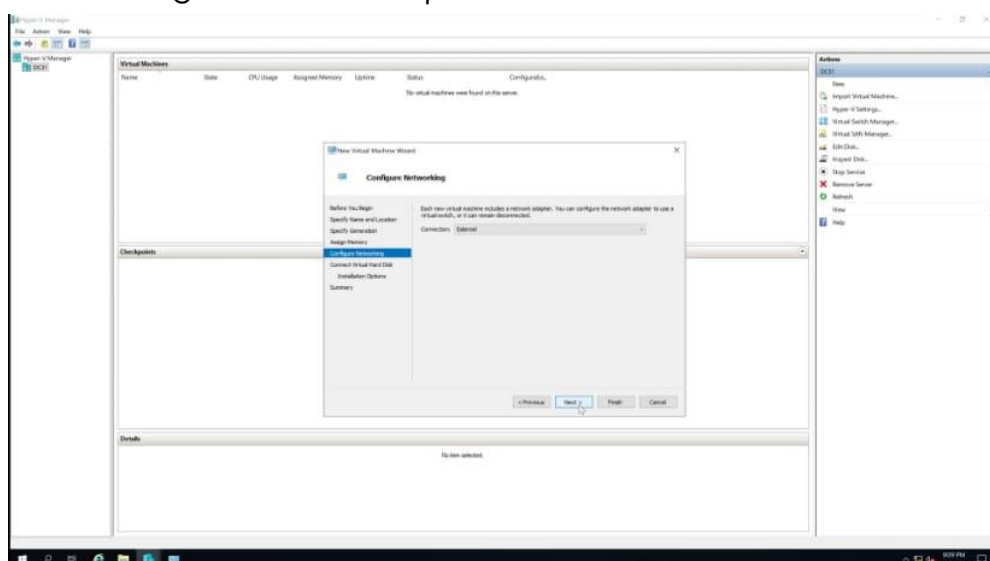 Hyper-V Manager
File Action View Help
Hyper-V Manager
DC31
Virtual Machines
Name State CPU Usage Assigned Memory Uptime Status Configuratio..
No virtual machines were found on this server.
New Virtual Machine Wizard
Configure Networking
Before You Begin
Specify Name and Location
Specify Generation
Assign Memory
Configure Networking
Connect Virtual Hard Disk
Installation Options
Summary
Each new virtual machine includes a network adapter. You can configure the network adapter to use a
virtual switch, or it can remain disconnected.
Connection: External
< Previous Next > Finish Cancel
Checkpoints
Details
No item selected.
Actions
DC31
New
Import Virtual Machine...
Hyper-V Settings...
Virtual Switch Manager...
Virtual SAN Manager...
Edit Disk...
Inspect Disk...
Stop Service
Remove Server
Refresh
View
Help
9:09 PM